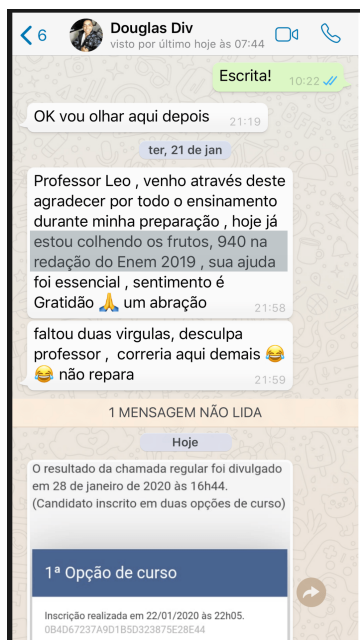 6
Douglas Div
visto por último hoje às 07:44
Escrita!
10:22
OK vou olhar aqui depois
21:19
ter, 21 de jan
Professor Leo , venho através deste
agradecer por todo o ensinamento
durante minha preparação , hoje já
estou colhendo os frutos, 940 na
redação do Enem 2019 , sua ajuda
foi essencial , sentimento é
Gratidão 🙏 um abração
21:58
faltou duas virgulas, desculpa
professor , correria aqui demais 😂
😂 não repara
21:59
1 MENSAGEM NÃO LIDA
Hoje
O resultado da chamada regular foi divulgado
em 28 de janeiro de 2020 às 16h44.
(Candidato inscrito em duas opções de curso)
1ª Opção de curso
Inscrição realizada em 22/01/2020 às 22h05.
0B4D67237A9D1B5D323875E28E44